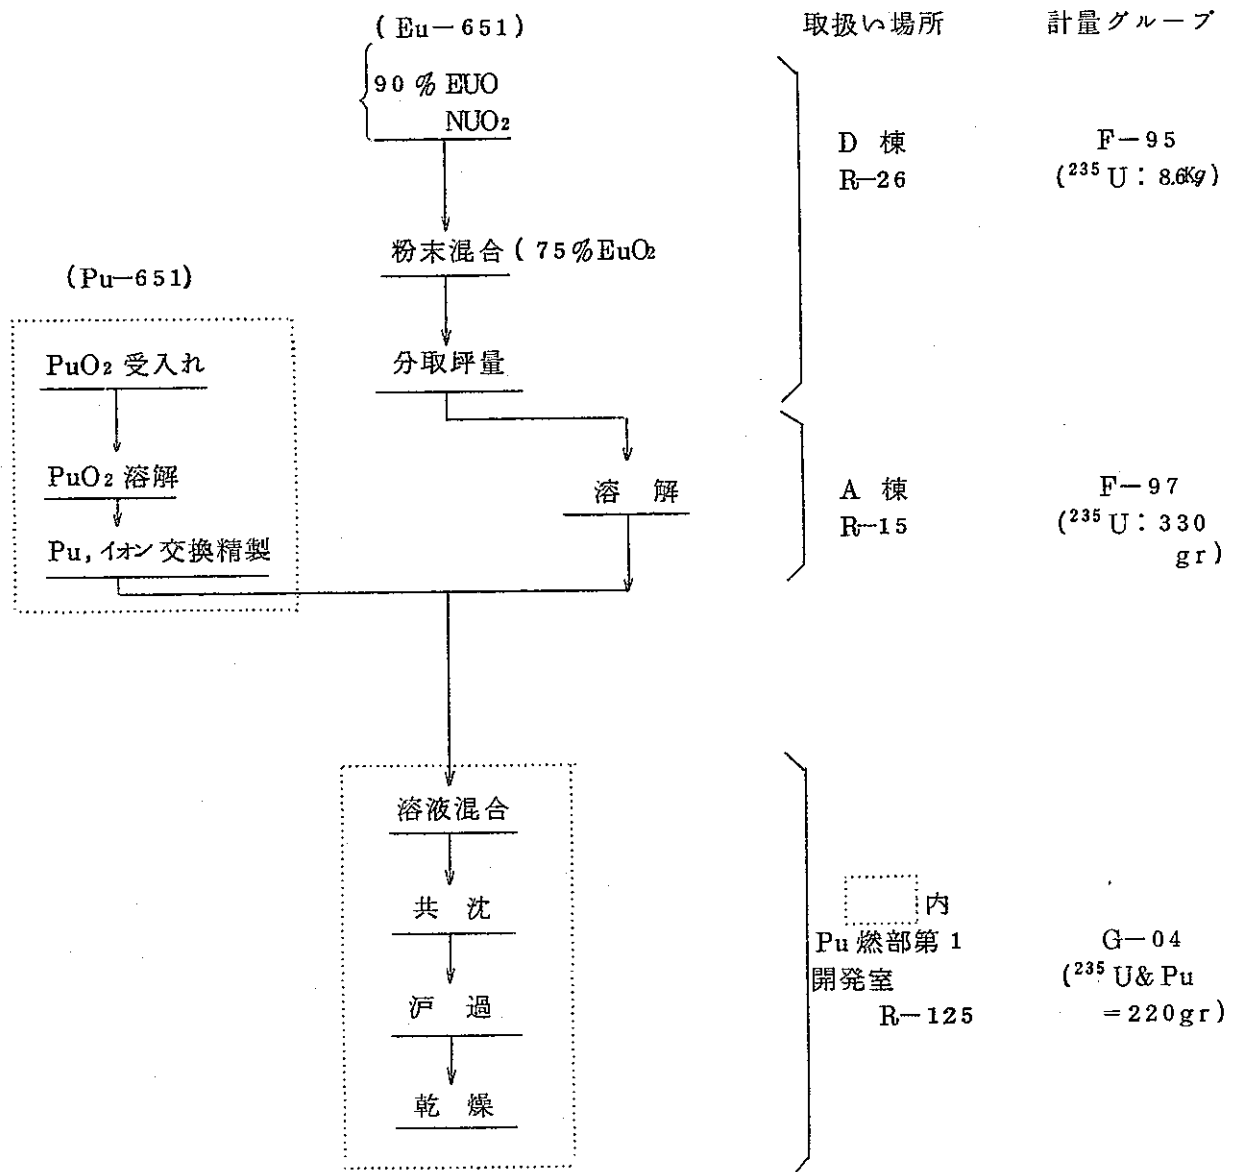 (Eu-651)
取扱い場所
計量グループ
90% EUO
NUO2
D 棟
R-26
F-95
(²³⁵U:8.6Kg)
粉末混合(75%EuO2
(Pu-651)
PuO2 受入れ
分取坪量
PuO2 溶解
Pu,イオン交換精製
溶 解
A 棟
R-15
F-97
(²³⁵U:330
gr)
溶液混合
共 沈
沪 過
乾 燥
内
Pu 燃部第1
開発室
R-125
G-04
(²³⁵U&Pu
=220gr)